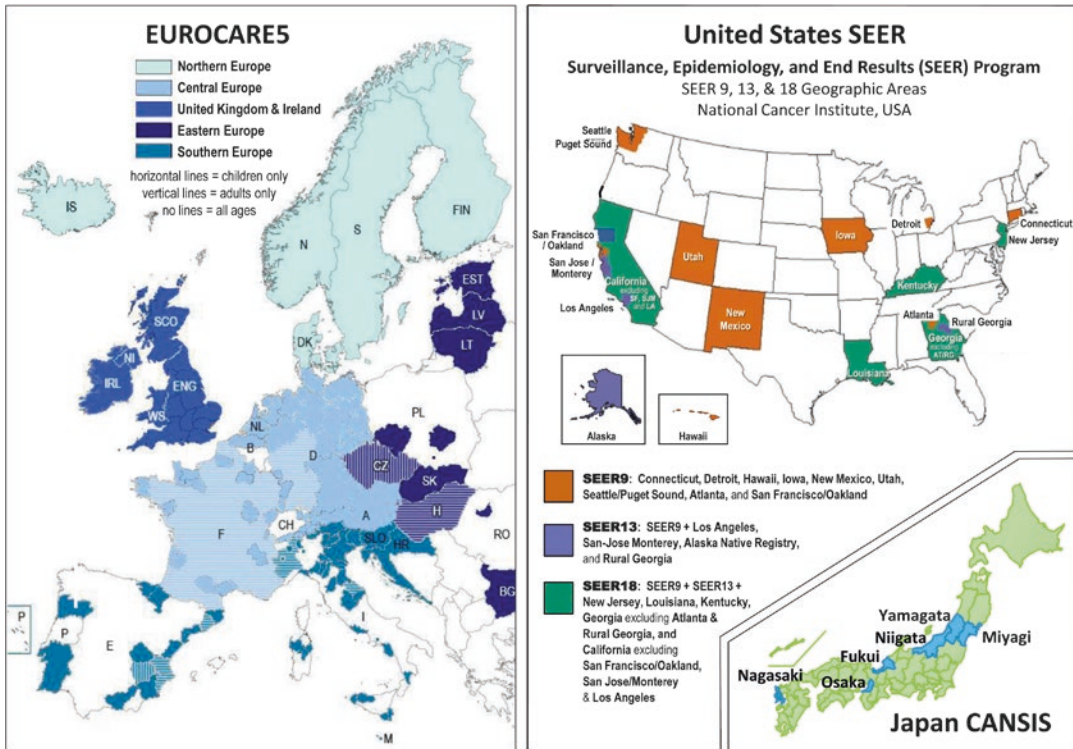 EUROCARE5
Northern Europe
Central Europe
United Kingdom & Ireland
Eastern Europe
Southern Europe
horizontal lines = children only
vertical lines = adults only
no lines = all ages
IS
FIN
N
S
EST
LV
LT
DK
SCO
NI
IRL
ENG
WS
NL
B
D
PL
CZ
SK
F
CH
A
H
RO
SLO
HR
BG
P
P
E
I
M
United States SEER
Surveillance, Epidemiology, and End Results (SEER) Program
SEER 9, 13, & 18 Geographic Areas
National Cancer Institute, USA
Seattle
Puget Sound
San Francisco
/ Oakland
San Jose /
Monterey
Los Angeles
California
excluding
SF, SJM
and LA
Utah
New
Mexico
Iowa
Detroit
Connecticut
New Jersey
Kentucky
Atlanta
Rural Georgia
Georgia
excluding
AT/RG
Louisiana
Alaska
Hawaii
SEER9: Connecticut, Detroit, Hawaii, Iowa, New Mexico, Utah,
Seattle/Puget Sound, Atlanta, and San Francisco/Oakland
SEER13: SEER9 + Los Angeles,
San-Jose Monterey, Alaska Native Registry,
and Rural Georgia
SEER18: SEER9 + SEER13 +
New Jersey, Louisiana, Kentucky,
Georgia excluding Atlanta &
Rural Georgia, and
California excluding
San Francisco/Oakland,
San Jose/Monterey
& Los Angeles
Yamagata
Niigata
Miyagi
Fukui
Nagasaki
Osaka
Japan CANSIS